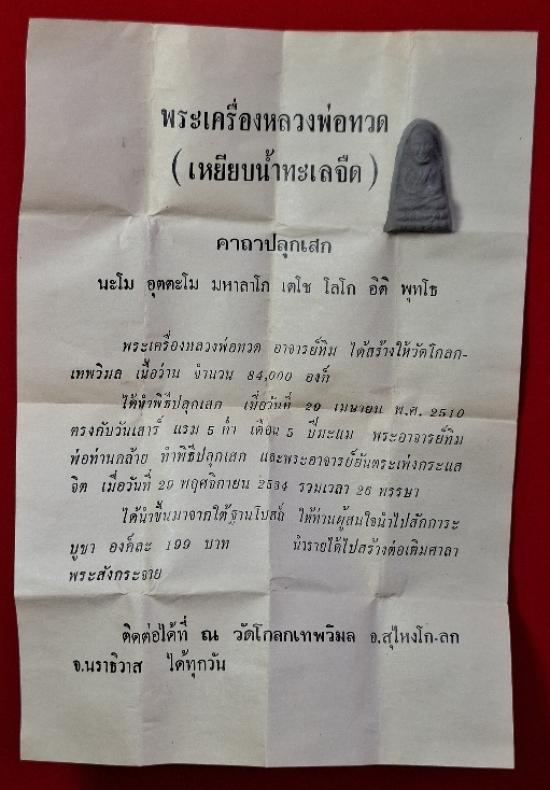 พระเครื่องหลวงพ่อทวด
(เหยียบน้ำทะเลจืด)
คาถาปลุกเสก
นะโม อุตตะโม มหาลาโภ เตโช โลโก อิติ พุทโธ
พระเครื่องหลวงพ่อทวด อาจารย์ทิม ได้สร้างให้วัดโกลก-
เทพวิมล เนื้อว่าน จำนวน 84,000 องค์
ได้ทำพิธีปลุกเสก เมื่อวันที่ 29 เมษายน พ.ศ. 2510
ตรงกับวันเสาร์ แรม 5 ค่ำ เดือน 5 ปีมะแม พระอาจารย์ทิม
พ่อท่านคล้าย ทำพิธีปลุกเสก และพระอาจารย์ยันตระเพ่งกระแส
จิต เมื่อวันที่ 29 พฤศจิกายน 2534 รวมเวลา 26 พรรษา
ได้นำขึ้นมาจากใต้ฐานโบสถ์ ให้ท่านผู้สนใจนำไปสักการะ
บูชา องค์ละ 199 บาท นำรายได้ไปสร้างต่อเติมศาลา
พระสังกระจาย
ติดต่อได้ที่ ณ วัดโกลกเทพวิมล อ.สุไหงโก-ลก
จ.นราธิวาส ได้ทุกวัน